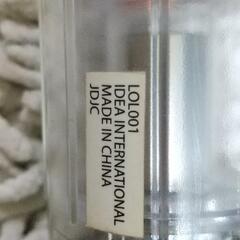 LOL001
IDEA INTERNATIONAL
MADE IN CHINA
JDJC